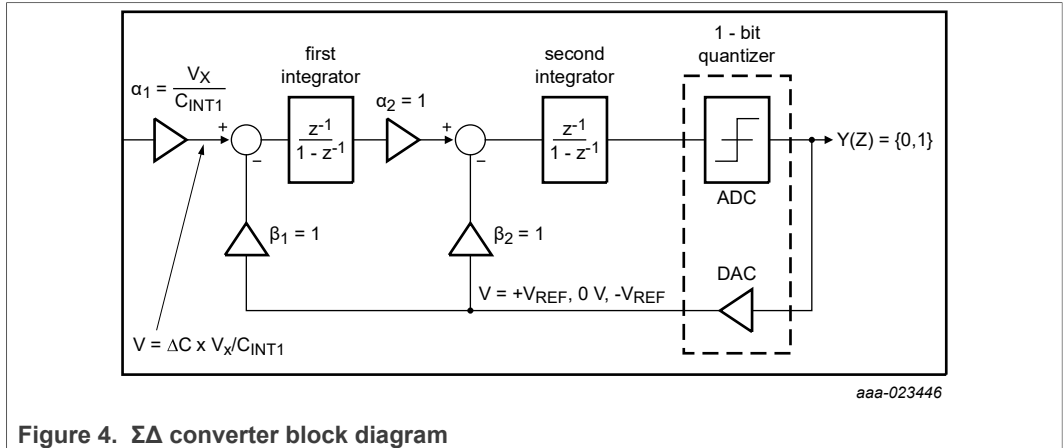 1 - bit
quantizer
first
integrator
second
integrator
α1 = VX
CINT1
α2 = 1
+
−
z-1
1 - z-1
+
−
z-1
1 - z-1
Y(Z) = {0,1}
ADC
β1 = 1
β2 = 1
DAC
V = +VREF, 0 V, -VREF
V = ΔC x Vx/CINT1
aaa-023446
Figure 4. ΣΔ converter block diagram